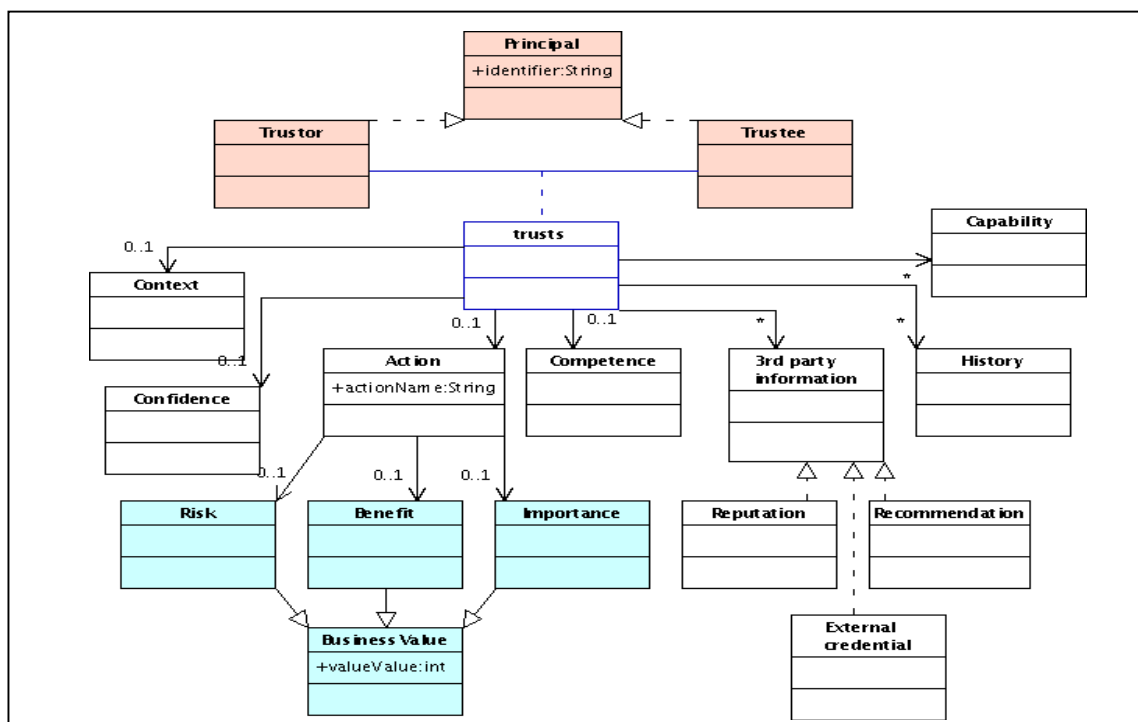 Principal
+identifier:String
Trustor
Trustee
trusts
Capability
0..1
*
Context
0..1
0..1
*
*
0..1
Action
+actionName:String
Competence
3rd party
information
History
Confidence
0..1
0..1
0..1
Risk
Benefit
Importance
Reputation
Recommendation
Business Value
+valueValue:int
External
credential